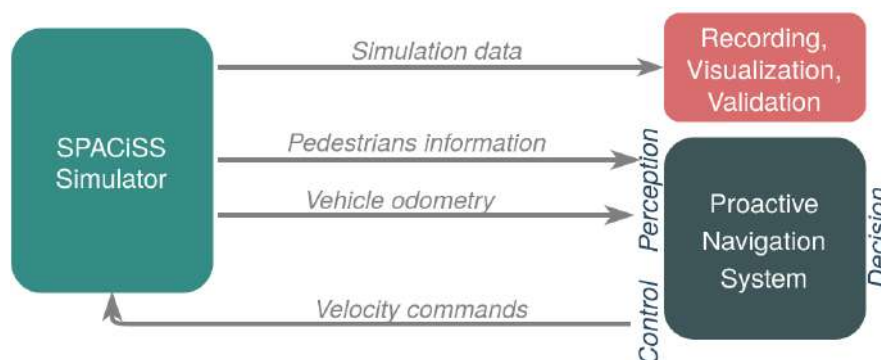 Simulation data
Recording,
Visualization,
Validation
SPACiSS
Simulator
Pedestrians information
Vehicle odometry
Velocity commands
Perception
Control
Proactive
Navigation
System
Decision